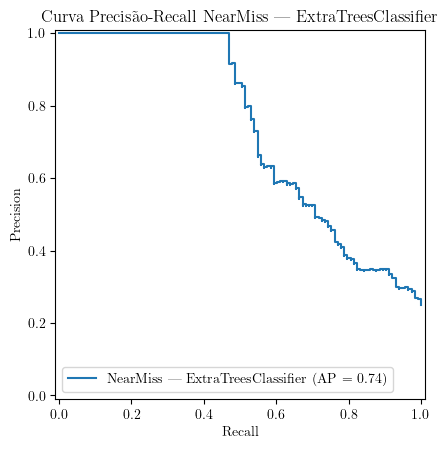 Curva Precisão-Recall NearMiss — ExtraTreesClassifier
1.0
0.8
0.6
0.4
0.2
0.0
Precision
NearMiss — ExtraTreesClassifier (AP = 0.74)
0.0 0.2 0.4 0.6 0.8 1.0
Recall